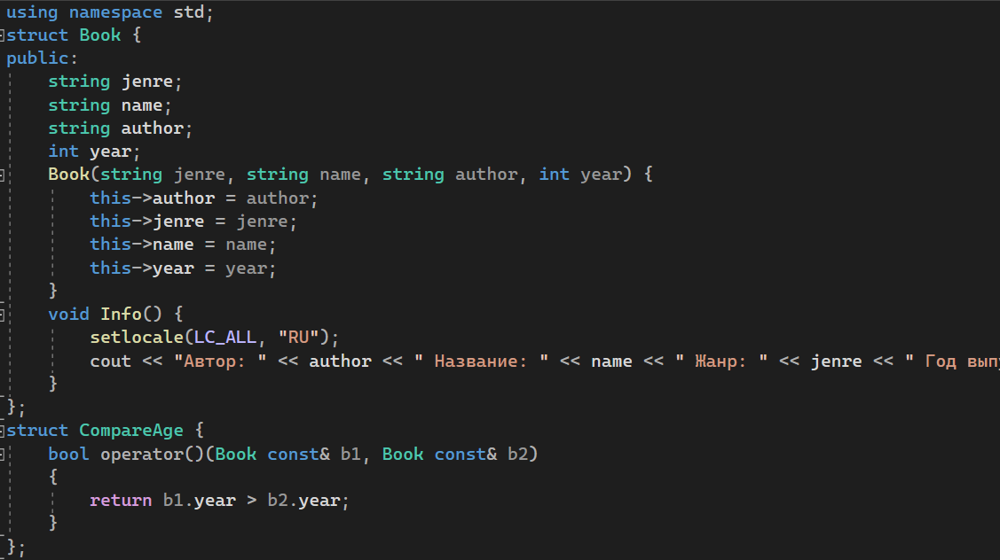 using namespace std;
struct Book {
public:
    string jenre;
    string name;
    string author;
    int year;
    Book(string jenre, string name, string author, int year) {
        this->author = author;
        this->jenre = jenre;
        this->name = name;
        this->year = year;
    }
    void Info() {
        setlocale(LC_ALL, "RU");
        cout << "Автор: " << author << " Название: " << name << " Жанр: " << jenre << " Год
    }
};
struct CompareAge {
    bool operator()(Book const& b1, Book const& b2)
    {
        return b1.year > b2.year;
    }
};